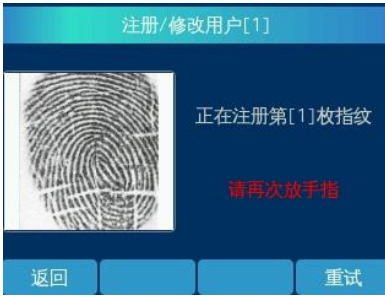 注册/修改用户[1]
正在注册第[1]枚指纹
请再次放手指
返回
重试